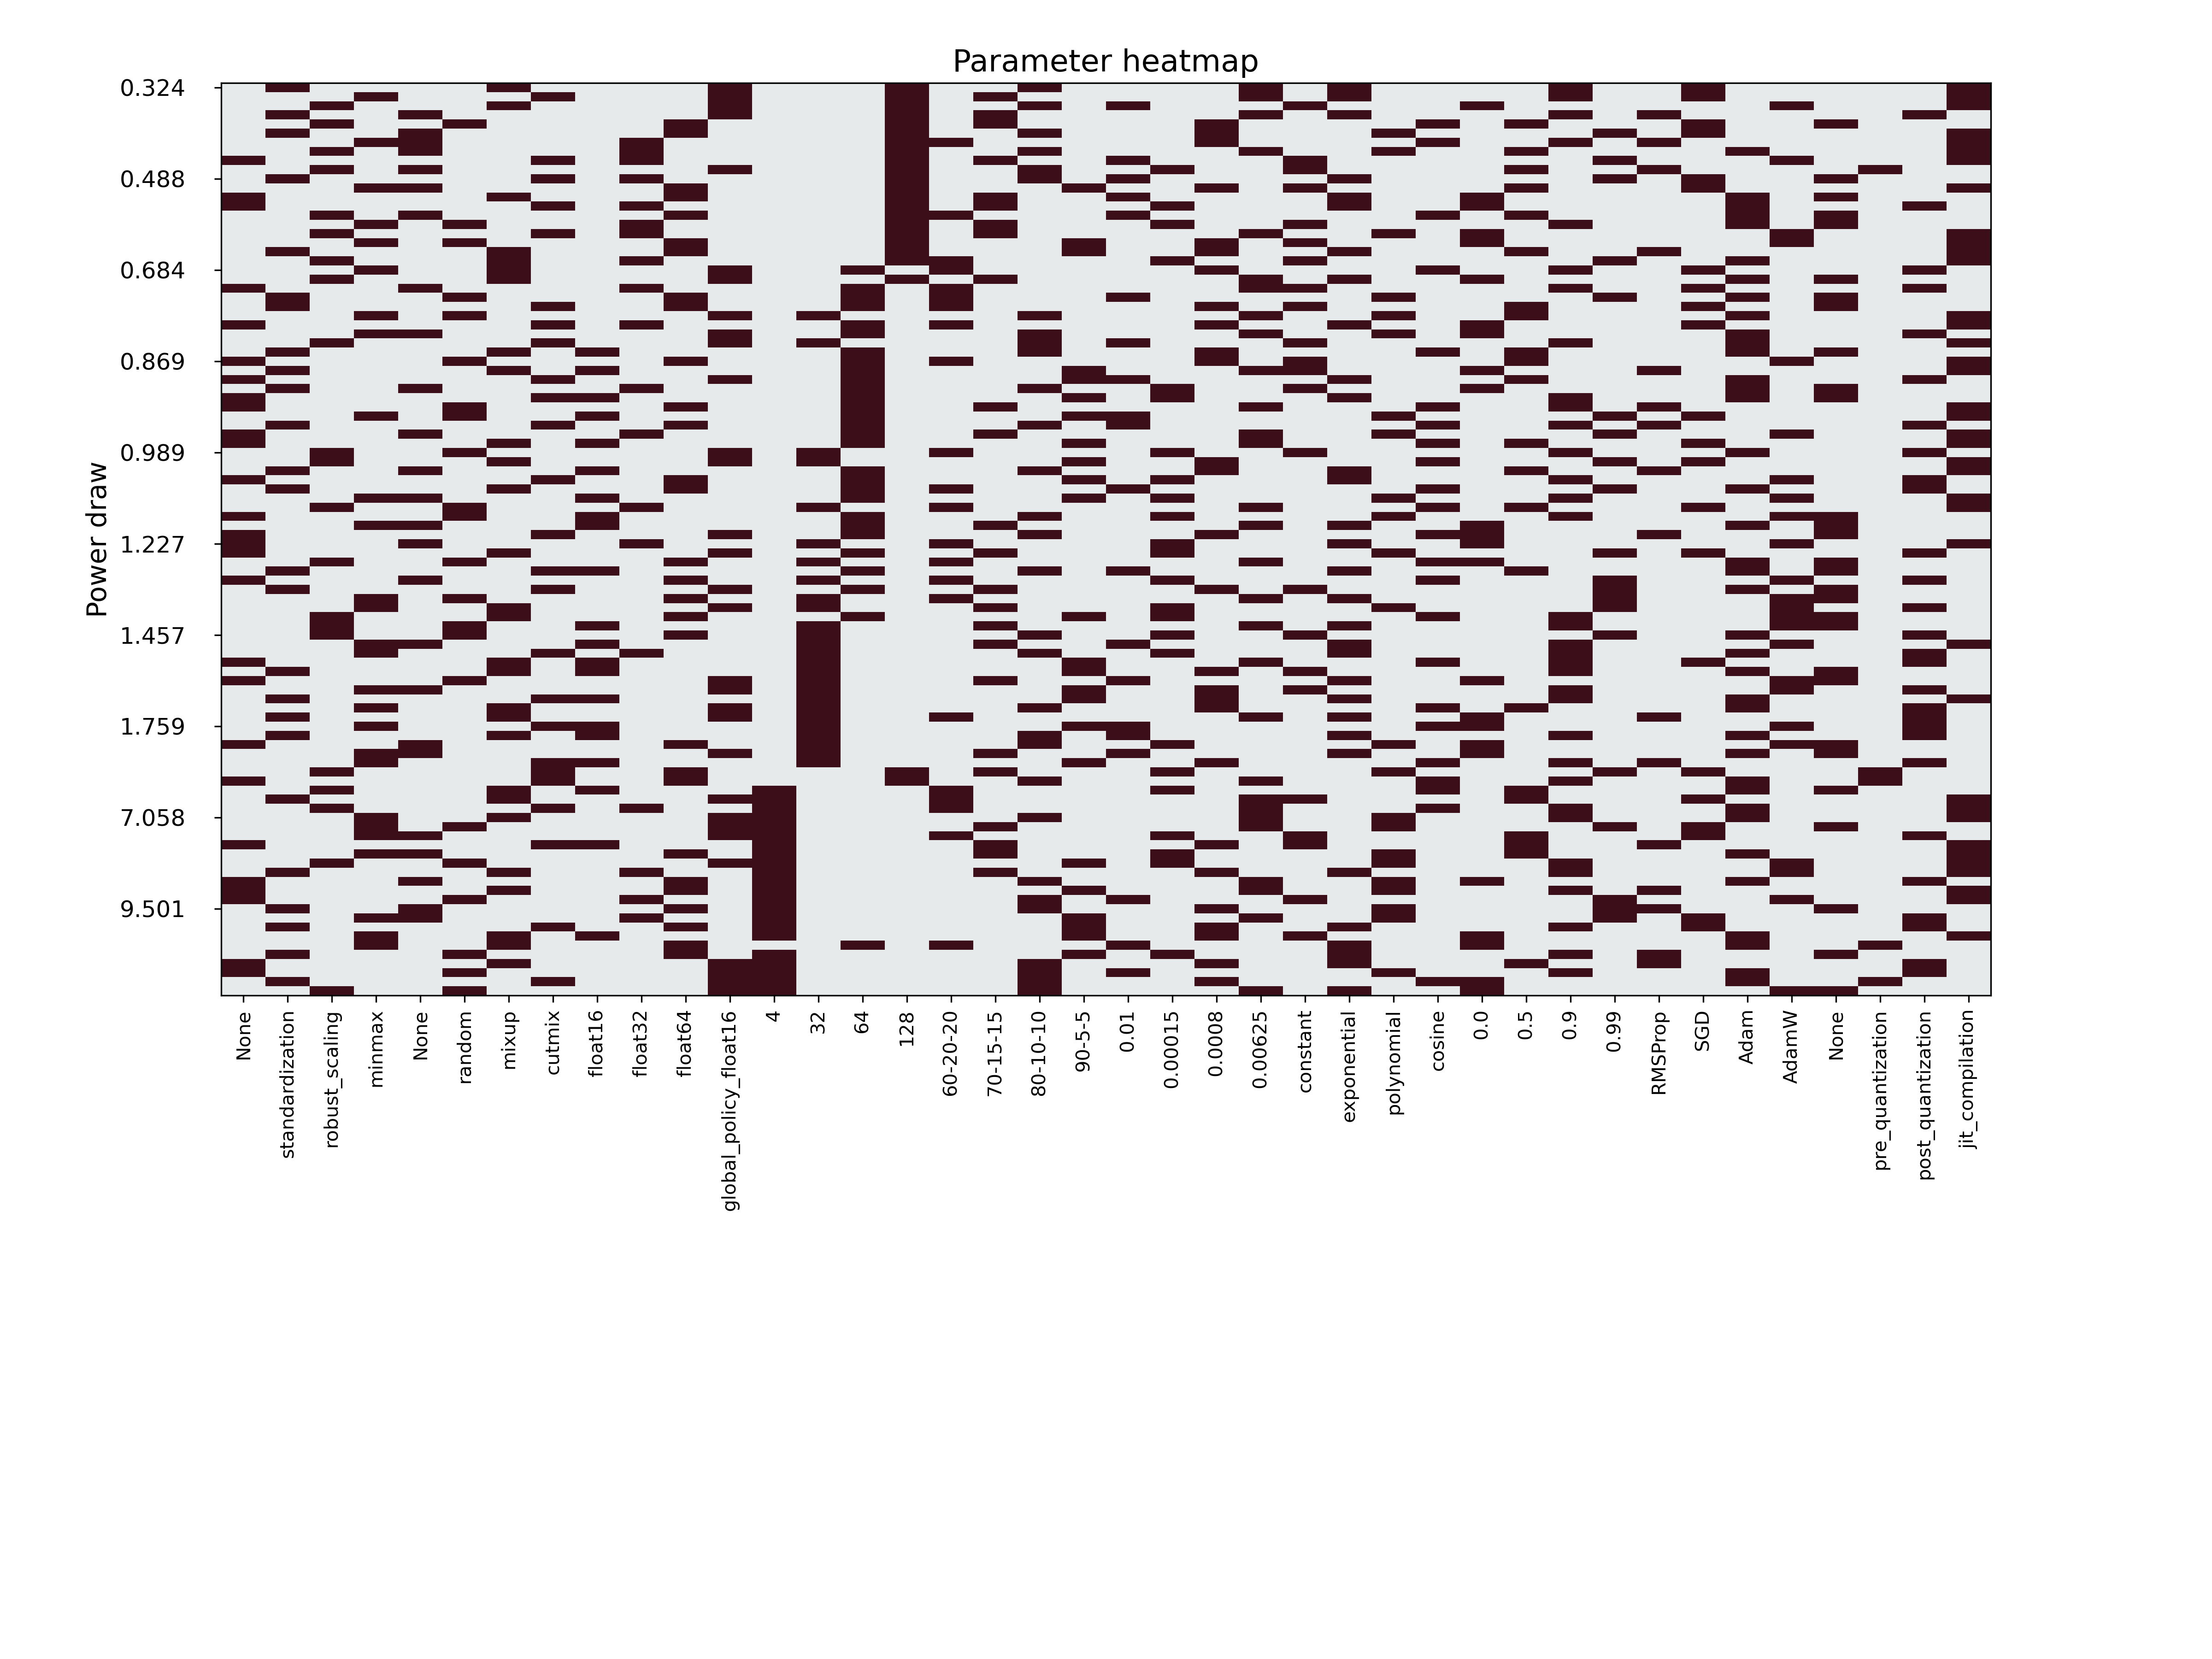 Parameter heatmap
Power draw
0.324
0.488
0.684
0.869
0.989
1.227
1.457
1.759
7.058
9.501
None
standardization
robust_scaling
minmax
None
random
mixup
cutmix
float16
float32
float64
global_policy_float16
4
32
64
128
60-20-20
70-15-15
80-10-10
90-5-5
0.01
0.00015
0.0008
0.00625
constant
exponential
polynomial
cosine
0.0
0.5
0.9
0.99
RMSProp
SGD
Adam
AdamW
None
pre_quantization
post_quantization
jit_compilation